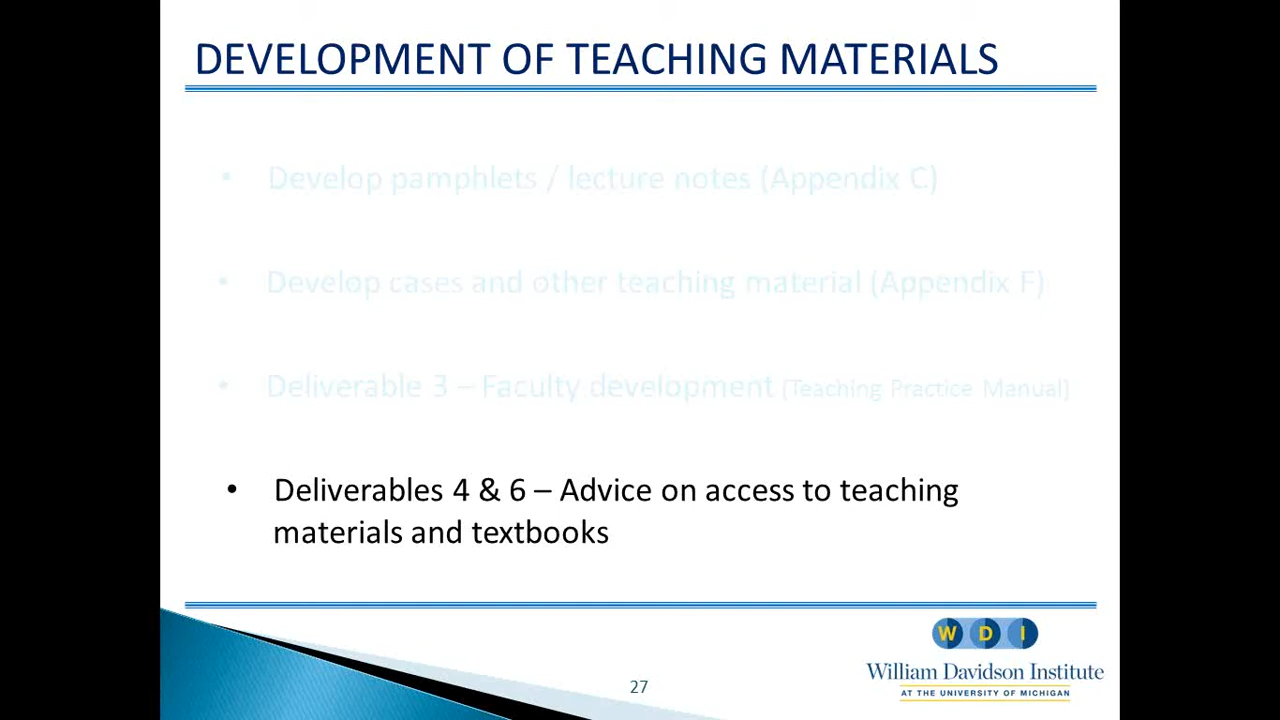 DEVELOPMENT OF TEACHING MATERIALS
• Develop pamphlets / lecture notes (Appendix C)
• Develop cases and other teaching material (Appendix F)
• Deliverable 3 – Faculty development (Teaching Practice Manual)
• Deliverables 4 & 6 – Advice on access to teaching
materials and textbooks
W D I
William Davidson Institute
AT THE UNIVERSITY OF MICHIGAN
27